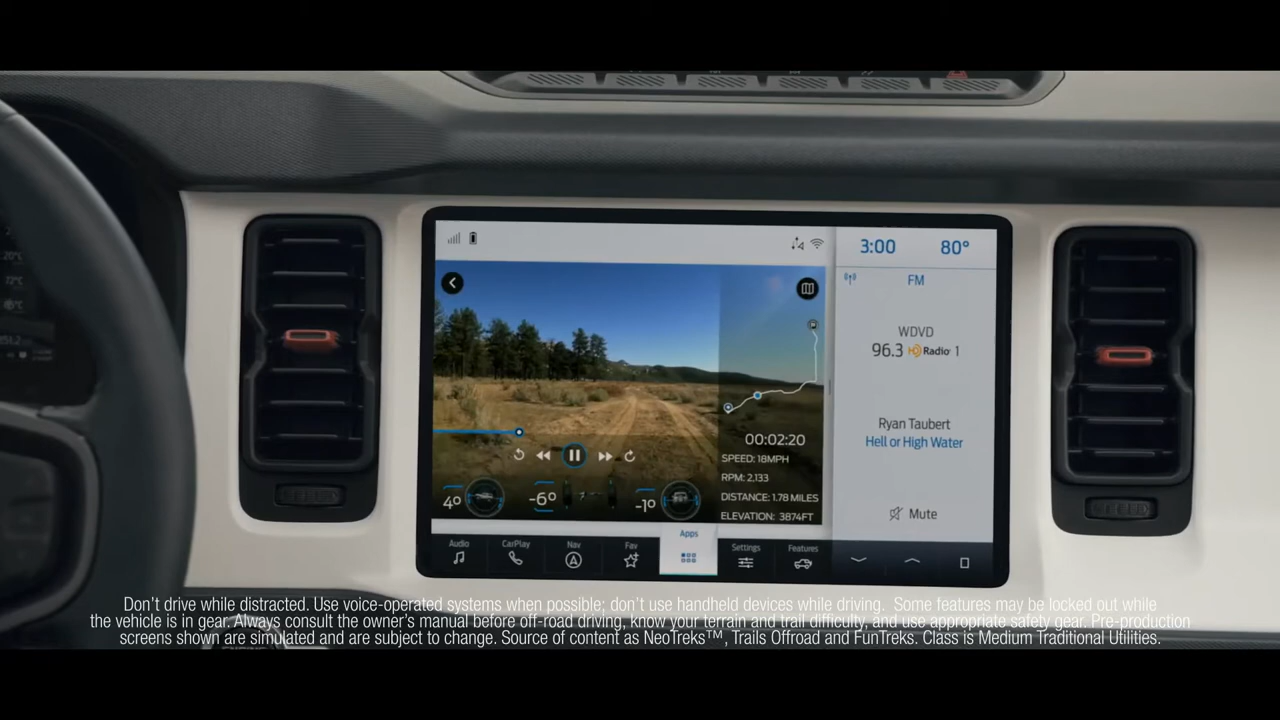 3:00 80°
FM
WDVD
96.3 HD Radio 1
Ryan Taubert
Hell or High Water
Mute
00:02:20
SPEED: 18MPH
RPM: 2,133
DISTANCE: 1.78 MILES
ELEVATION: 3874FT
4° -6° -1°
Audio CarPlay Nav Fav Apps Settings Features
Don't drive while distracted. Use voice-operated systems when possible; don't use handheld devices while driving. Some features may be locked out while
the vehicle is in gear. Always consult the owner's manual before off-road driving, know your terrain and trail difficulty, and use appropriate safety gear. Pre-production
screens shown are simulated and are subject to change. Source of content as NeoTreks™, Trails Offroad and FunTreks. Class is Medium Traditional Utilities.